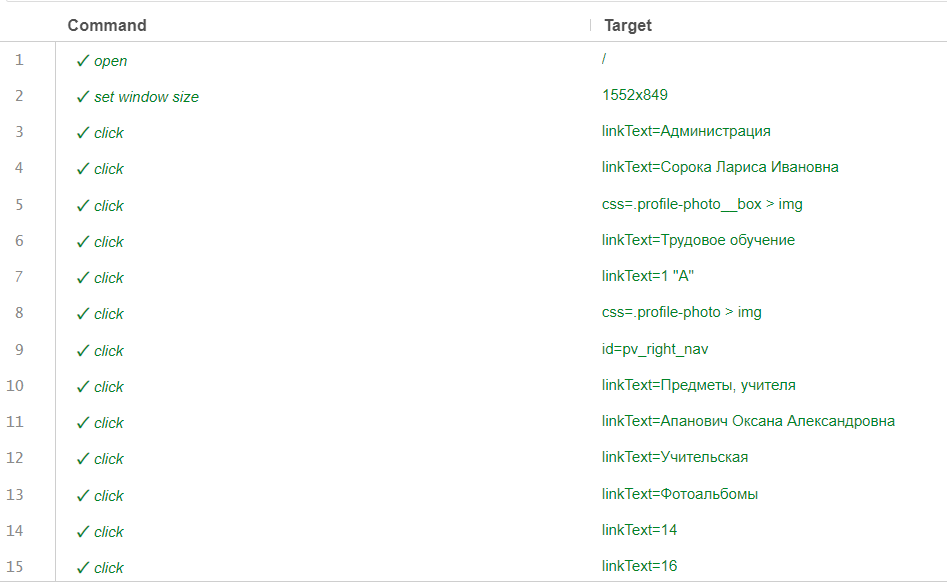 Command Target
1 ✓ open /
2 ✓ set window size 1552x849
3 ✓ click linkText=Администрация
4 ✓ click linkText=Сорока Лариса Ивановна
5 ✓ click css=.profile-photo__box > img
6 ✓ click linkText=Трудовое обучение
7 ✓ click linkText=1 "А"
8 ✓ click css=.profile-photo > img
9 ✓ click id=pv_right_nav
10 ✓ click linkText=Предметы, учителя
11 ✓ click linkText=Апанович Оксана Александровна
12 ✓ click linkText=Учительская
13 ✓ click linkText=Фотоальбомы
14 ✓ click linkText=14
15 ✓ click linkText=16